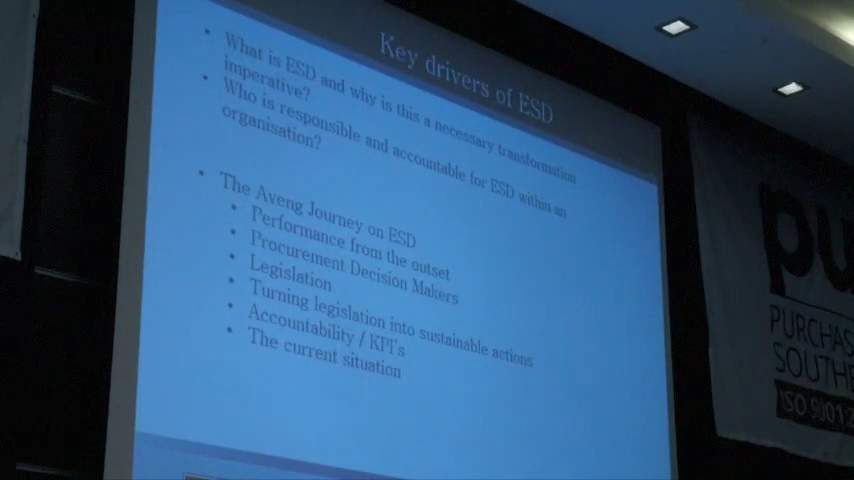 Key drivers of ESD
• What is ESD and why is this a necessary transformation
imperative?
• Who is responsible and accountable for ESD within an
organisation?
• The Aveng Journey on ESD
• Performance from the outset
• Procurement Decision Makers
• Legislation
• Turning legislation into sustainable actions
• Accountability / KPI's
• The current situation
pu
PURCHAS
SOUTHE
ISO 9001:2